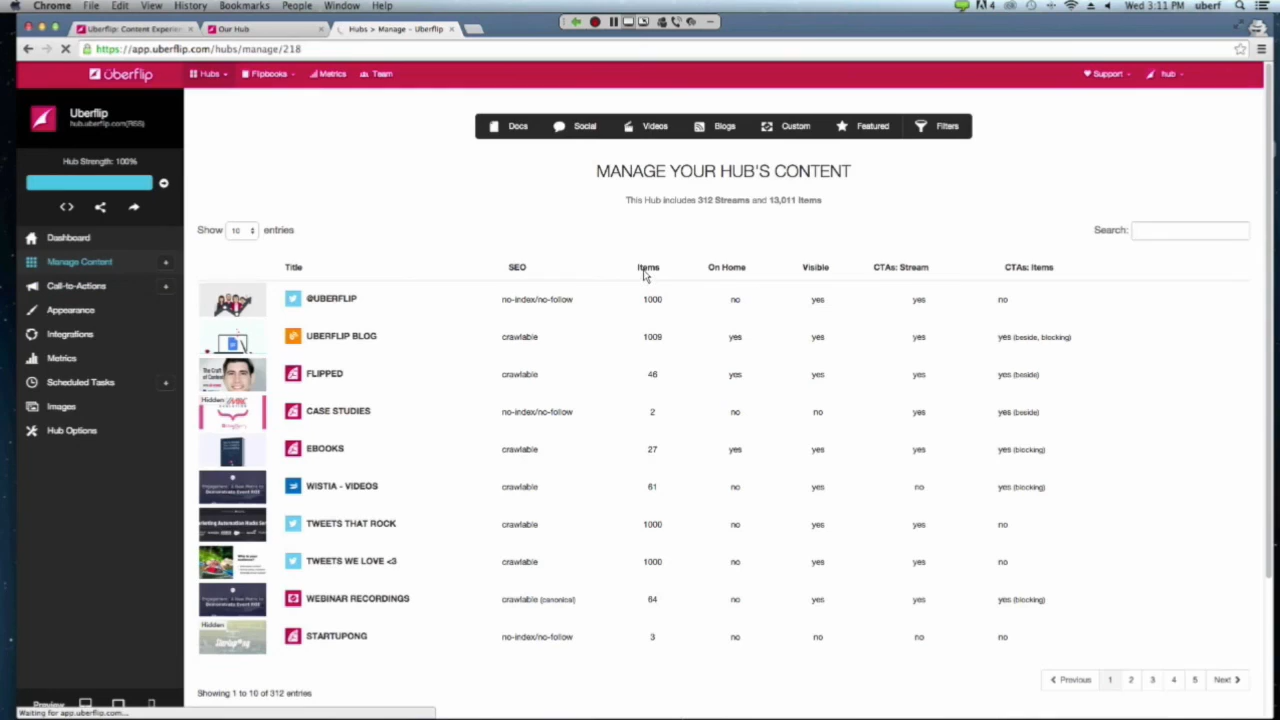 Chrome File Edit View History Bookmarks People Window Help
4 Wed 3:11 PM uberf
Uberflip: Content Experien
Our Hub
Hubs > Manage - Uberflip
https://app.uberflip.com/hubs/manage/218
überflip Hubs Flipbooks Metrics Team Support hub
Uberflip
hub.uberflip.com(RSS)
Hub Strength: 100%
Dashboard
Manage Content +
Call-to-Actions +
Appearance
Integrations
Metrics
Scheduled Tasks +
Images
Hub Options
Preview
Docs Social Videos Blogs Custom Featured Filters
MANAGE YOUR HUB'S CONTENT
This Hub includes 312 Streams and 13,011 Items
Show 10 entries Search:
Title SEO Items On Home Visible CTAs: Stream CTAs: Items
@UBERFLIP no-index/no-follow 1000 no yes yes no
UBERFLIP BLOG crawlable 1009 yes yes yes yes (beside, blocking)
FLIPPED crawlable 46 yes yes yes yes (beside)
Hidden CASE STUDIES no-index/no-follow 2 no no yes yes (beside)
EBOOKS crawlable 27 yes yes yes yes (blocking)
WISTIA - VIDEOS crawlable 61 no yes no yes (blocking)
TWEETS THAT ROCK crawlable 1000 no yes yes no
TWEETS WE LOVE <3 crawlable 1000 no yes yes no
WEBINAR RECORDINGS crawlable (canonical) 64 no yes yes yes (blocking)
Hidden STARTUPONG no-index/no-follow 3 no no no no
Showing 1 to 10 of 312 entries
Previous 1 2 3 4 5 Next
Waiting for app.uberflip.com...